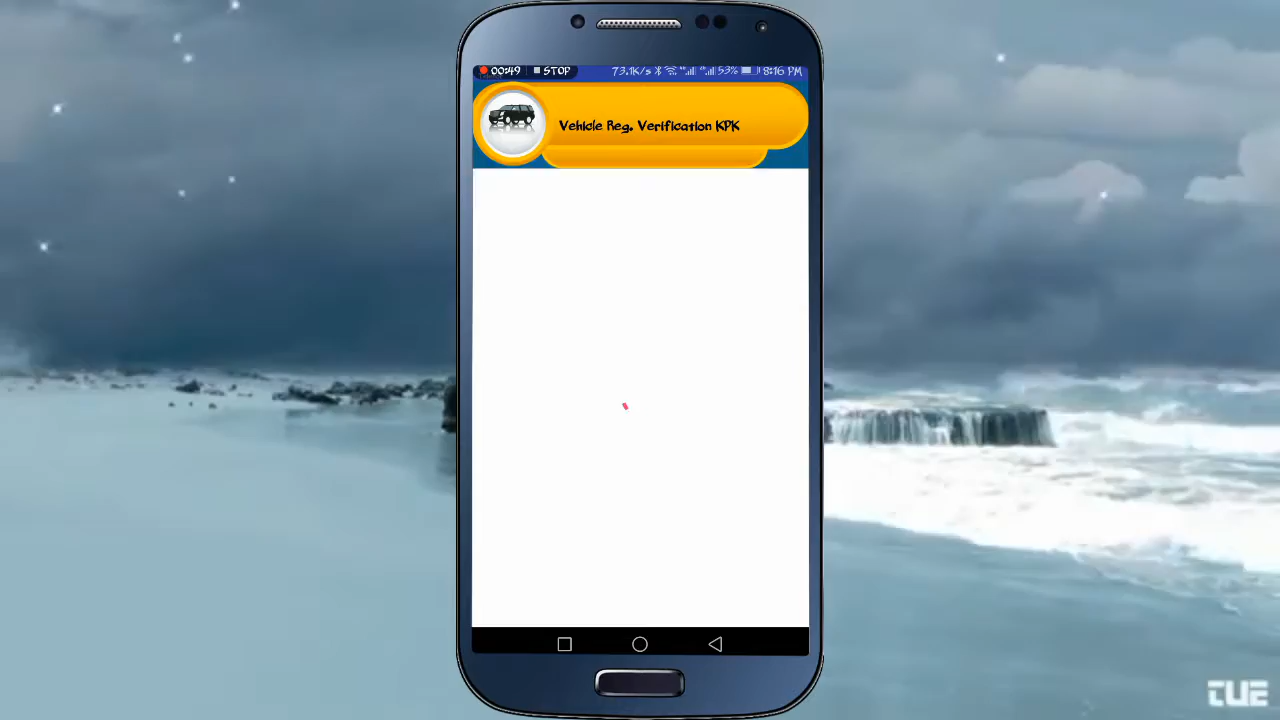 00:49 STOP 73.1K/s 53% 8:16 PM
Vehicle Reg. Verification KPK
TUE